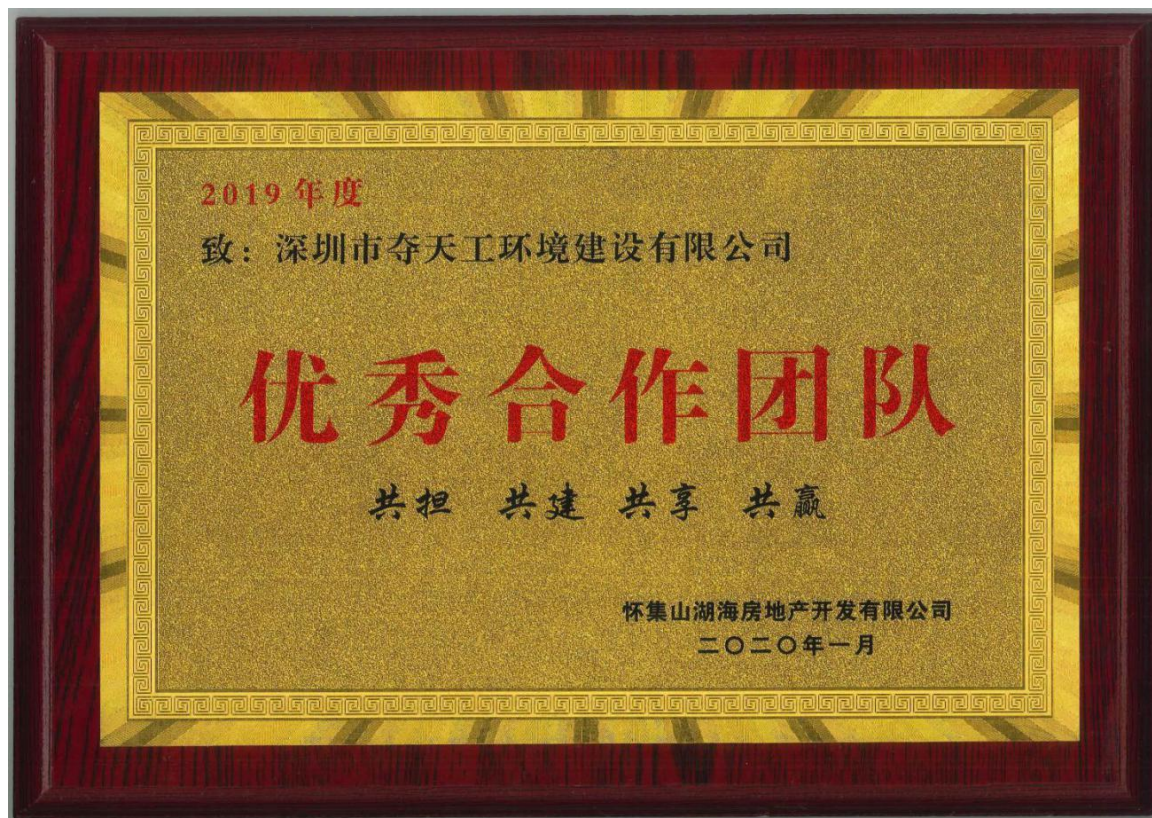 2019年度
致：深圳市夺天工环境建设有限公司
优秀合作团队
共担 共建 共享 共赢
怀集山湖海房地产开发有限公司
二〇二〇年一月